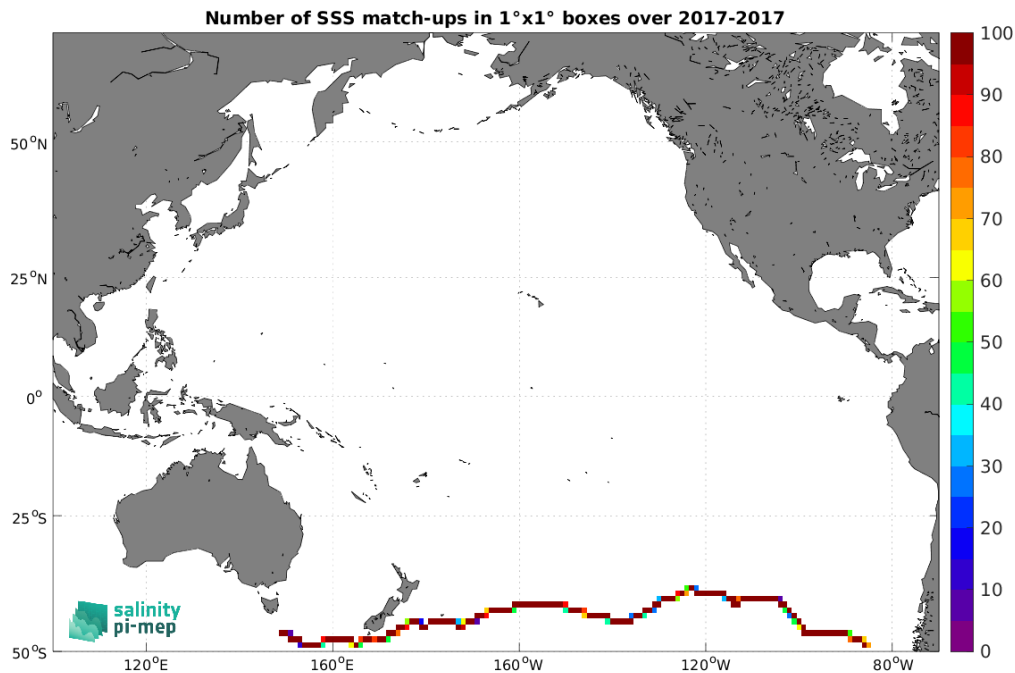 Number of SSS match-ups in 1°x1° boxes over 2017-2017
100
90
80
70
60
50
40
30
20
10
0
50°N
25°N
0°
25°S
50°S
120°E
160°E
160°W
120°W
80°W
salinity
pi-mep